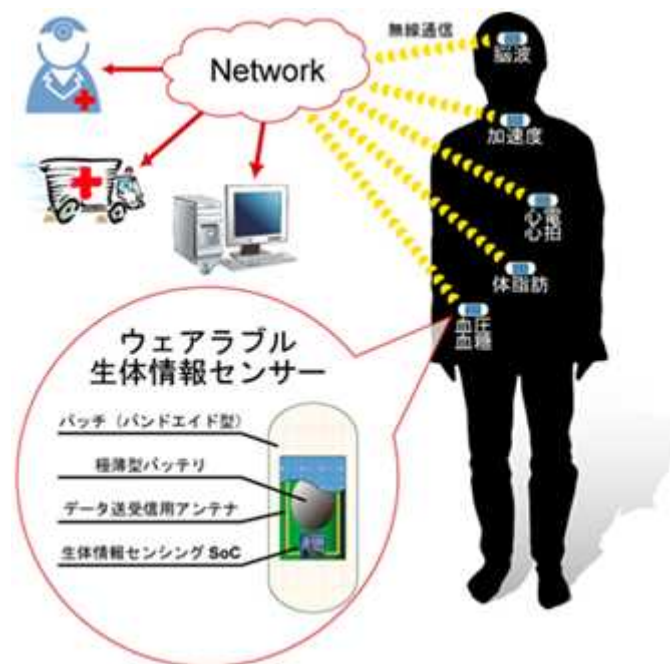 無線通信
Network
脳波
加速度
心電
心拍
体脂肪
血圧
血糖
ウェアラブル
生体情報センサー
パッチ（バンドエイド型）
極薄型バッテリ
データ送受信用アンテナ
生体情報センシング SoC